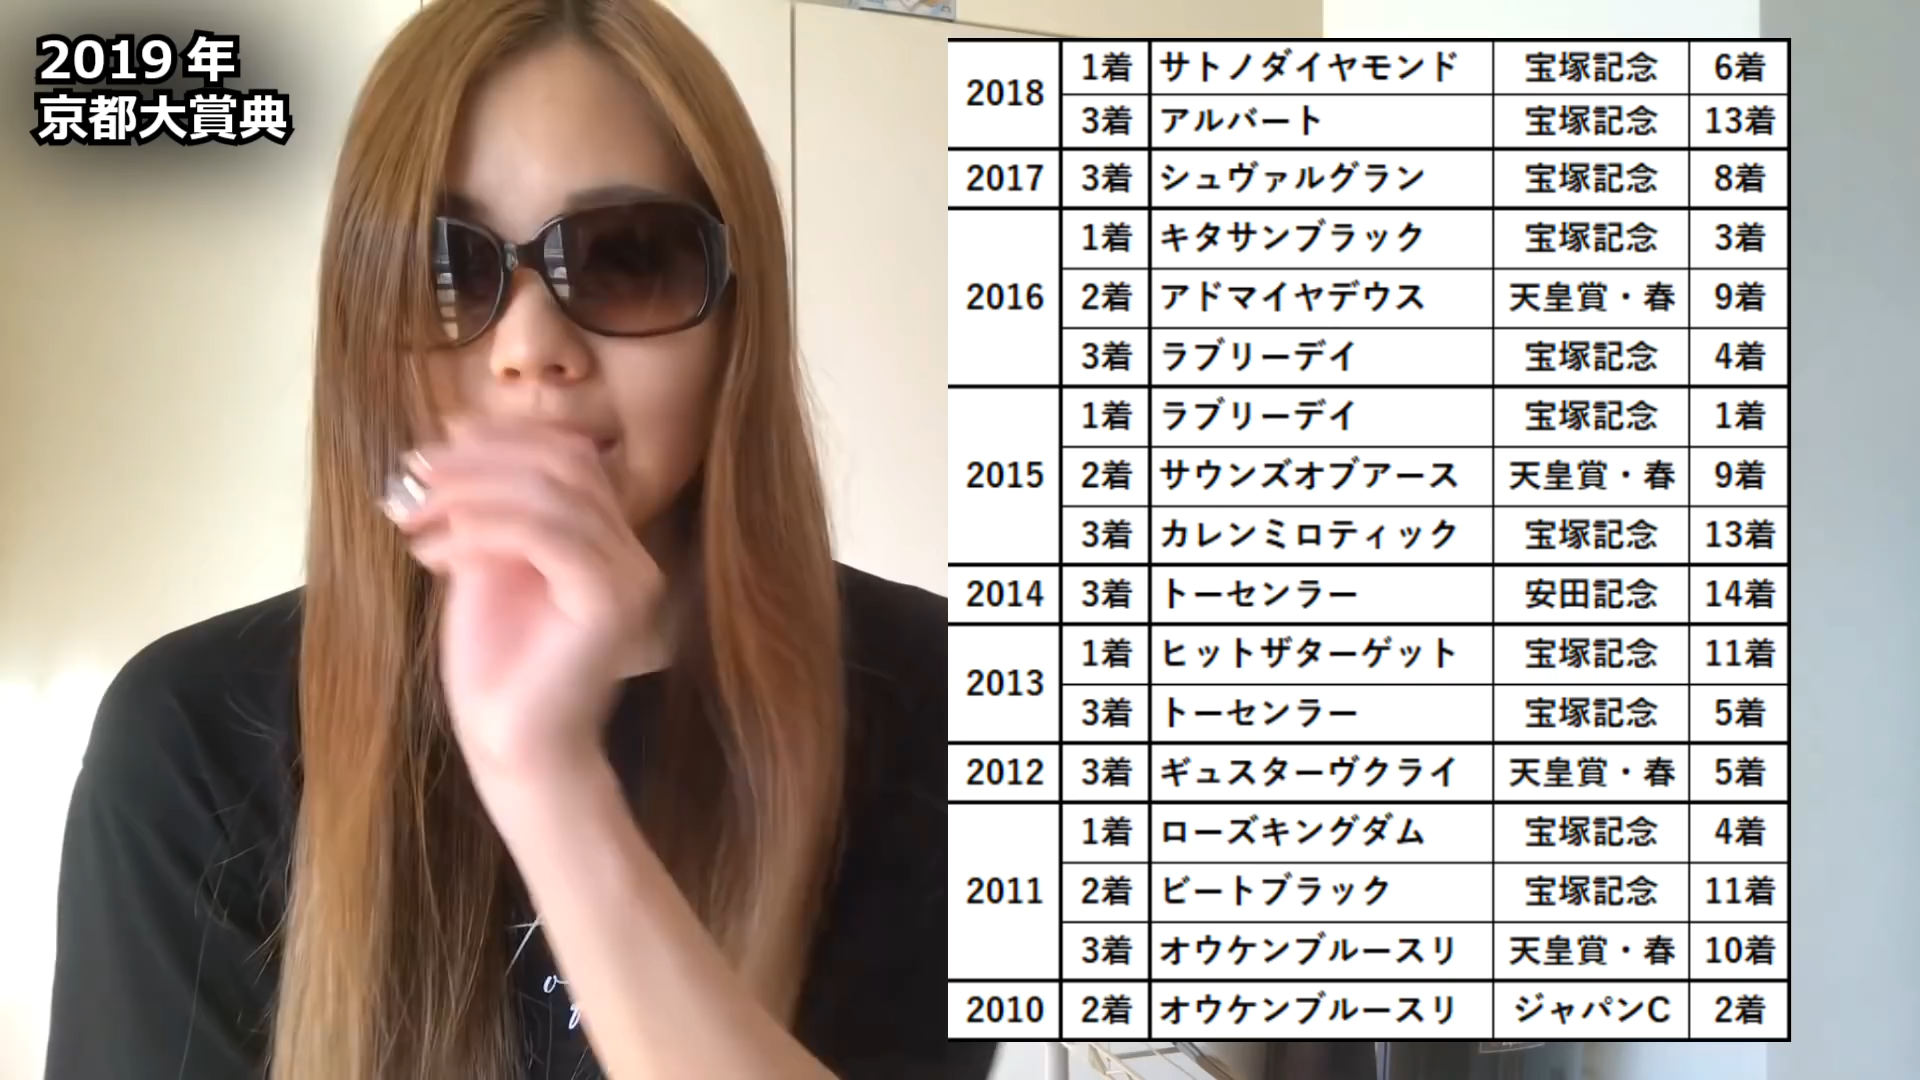 2019年
京都大賞典
2018 1着 サトノダイヤモンド 宝塚記念 6着
3着 アルバート 宝塚記念 13着
2017 3着 シュヴァルグラン 宝塚記念 8着
2016 1着 キタサンブラック 宝塚記念 3着
2着 アドマイヤデウス 天皇賞・春 9着
3着 ラブリーデイ 宝塚記念 4着
2015 1着 ラブリーデイ 宝塚記念 1着
2着 サウンズオブアース 天皇賞・春 9着
3着 カレンミロティック 宝塚記念 13着
2014 3着 トーセンラー 安田記念 14着
2013 1着 ヒットザターゲット 宝塚記念 11着
3着 トーセンラー 宝塚記念 5着
2012 3着 ギュスターヴクライ 天皇賞・春 5着
2011 1着 ローズキングダム 宝塚記念 4着
2着 ビートブラック 宝塚記念 11着
3着 オウケンブルースリ 天皇賞・春 10着
2010 2着 オウケンブルースリ ジャパンC 2着